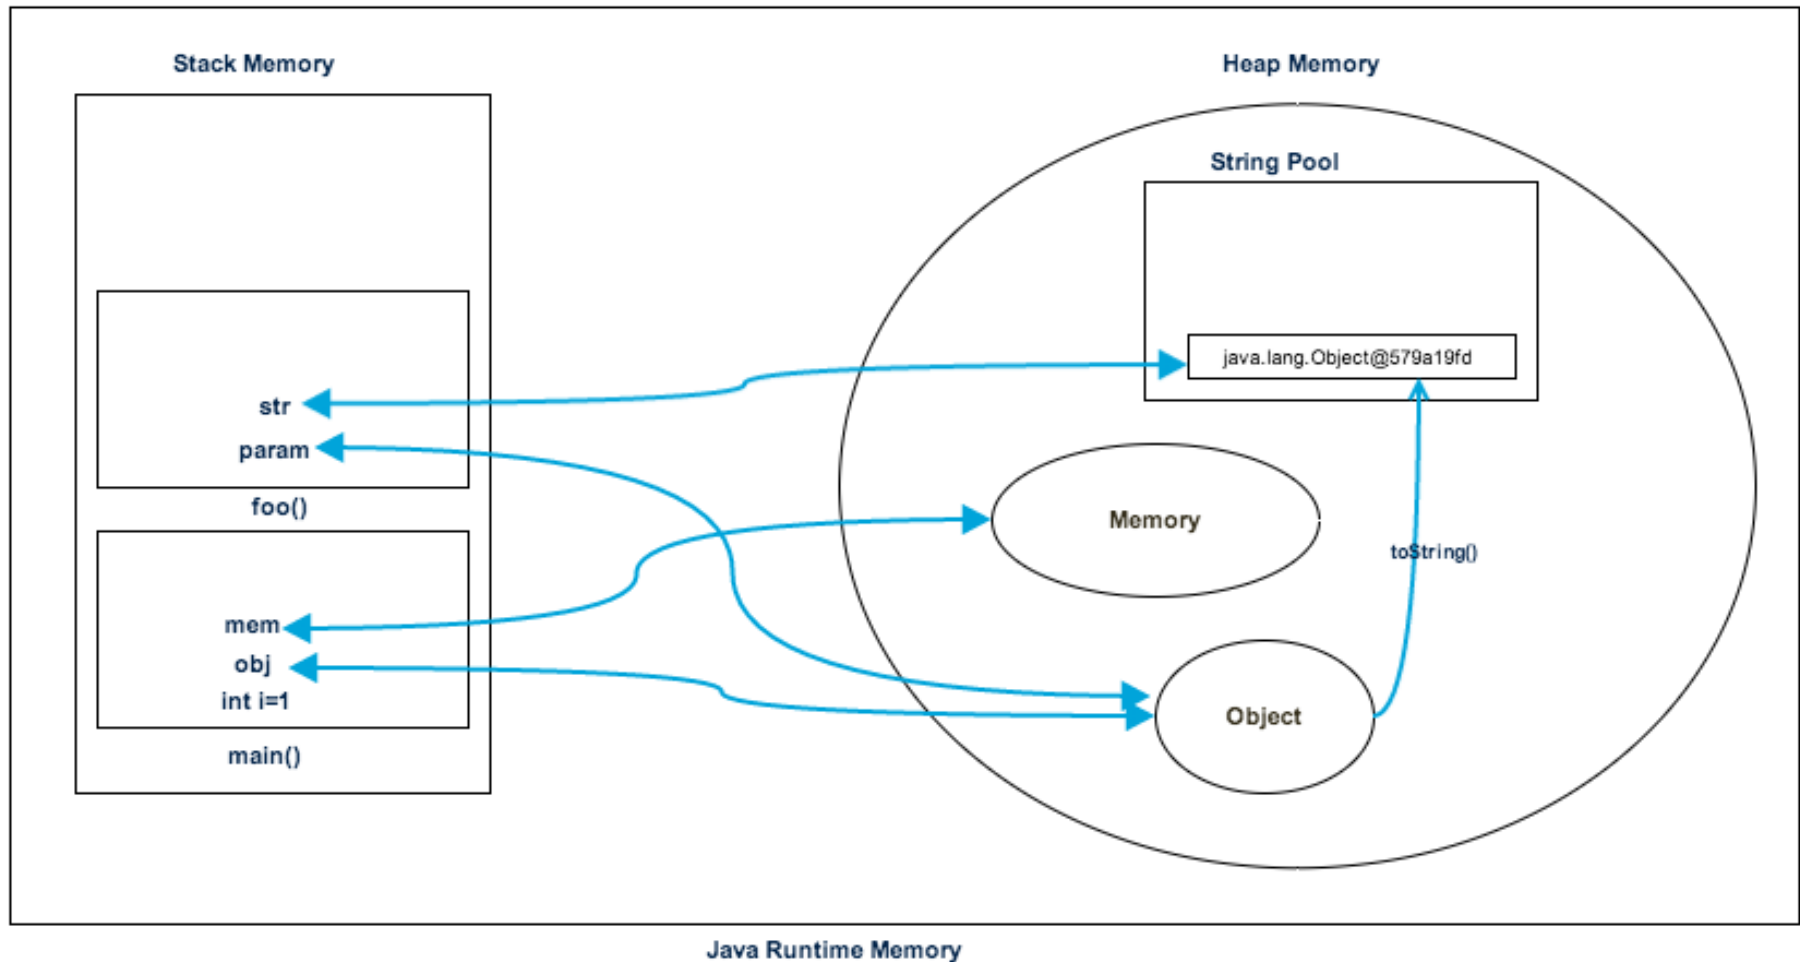 Stack Memory
Heap Memory
String Pool
java.lang.Object@579a19fd
str
param
foo()
Memory
toString()
mem
obj
int i=1
Object
main()
Java Runtime Memory